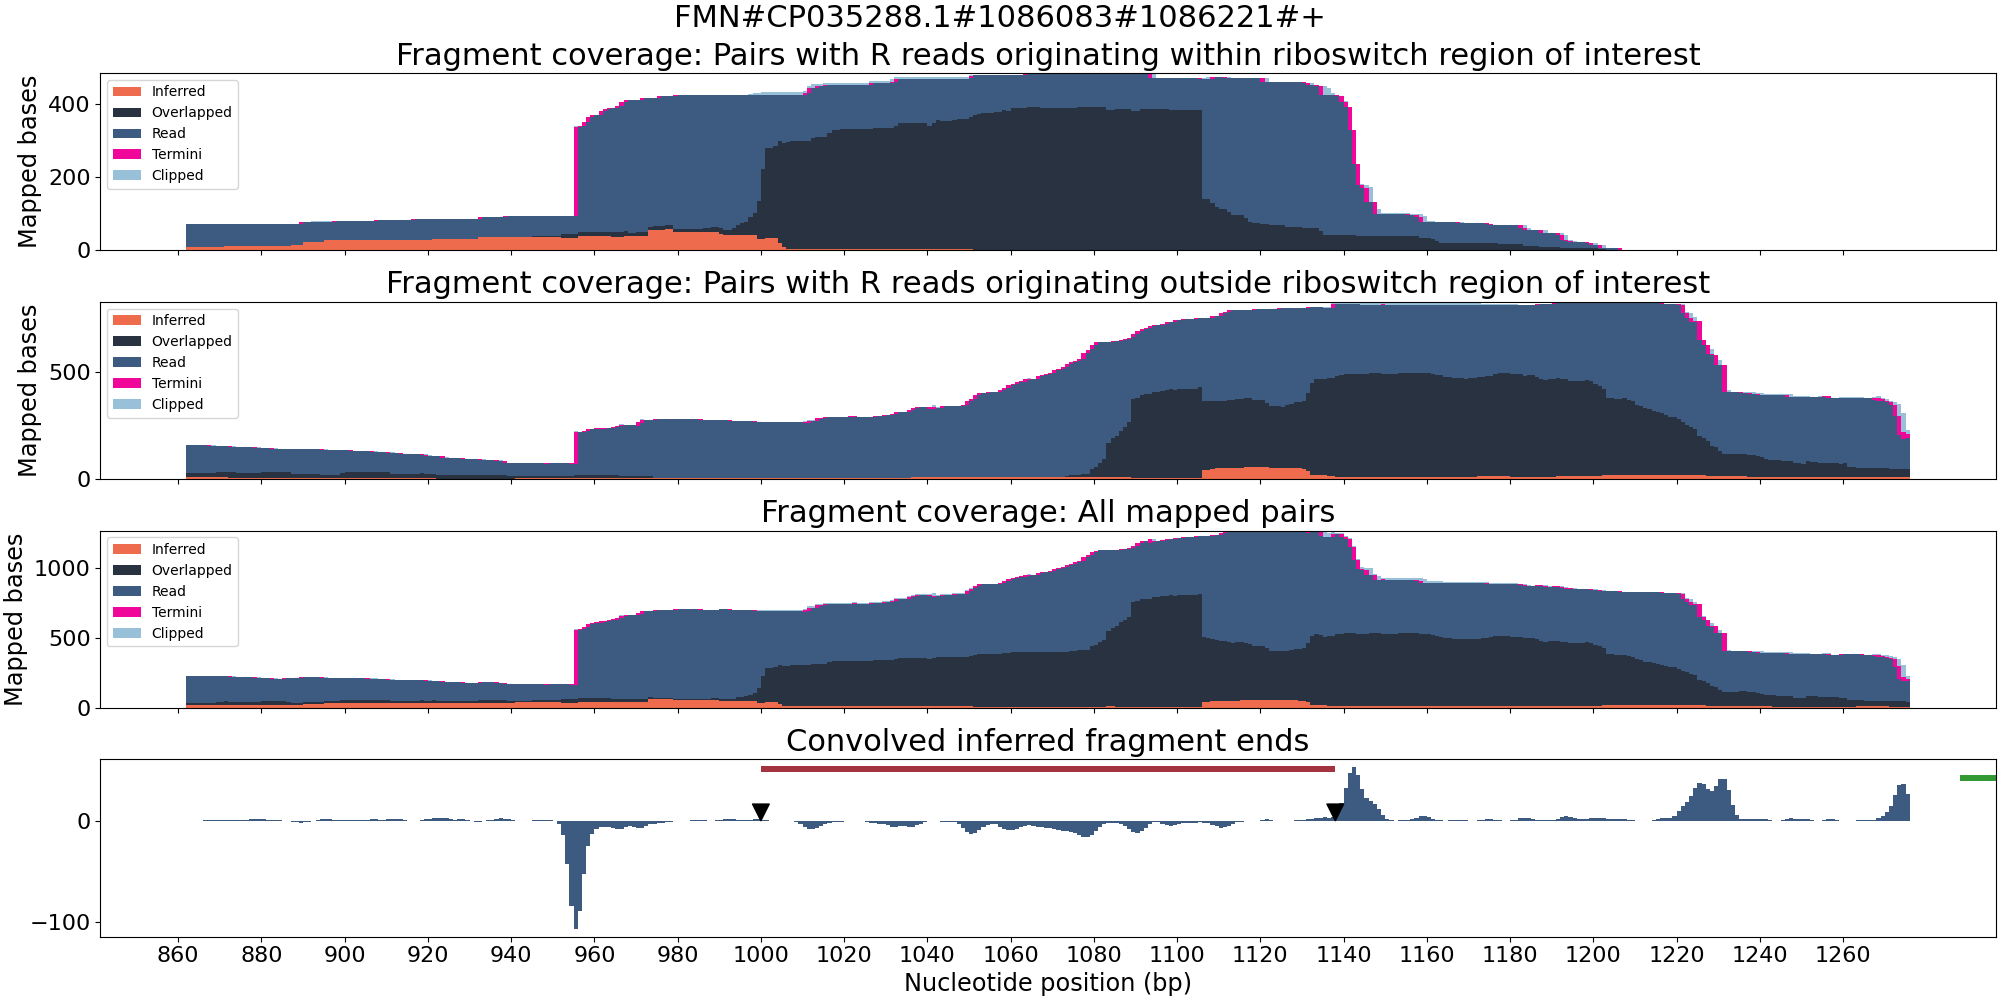 FMN#CP035288.1#1086083#1086221#+
Fragment coverage: Pairs with R reads originating within riboswitch region of interest
Mapped bases
400
200
0
Inferred
Overlapped
Read
Termini
Clipped
Fragment coverage: Pairs with R reads originating outside riboswitch region of interest
Mapped bases
500
0
Inferred
Overlapped
Read
Termini
Clipped
Fragment coverage: All mapped pairs
Mapped bases
1000
500
0
Inferred
Overlapped
Read
Termini
Clipped
Convolved inferred fragment ends
0
−100
860 880 900 920 940 960 980 1000 1020 1040 1060 1080 1100 1120 1140 1160 1180 1200 1220 1240 1260
Nucleotide position (bp)